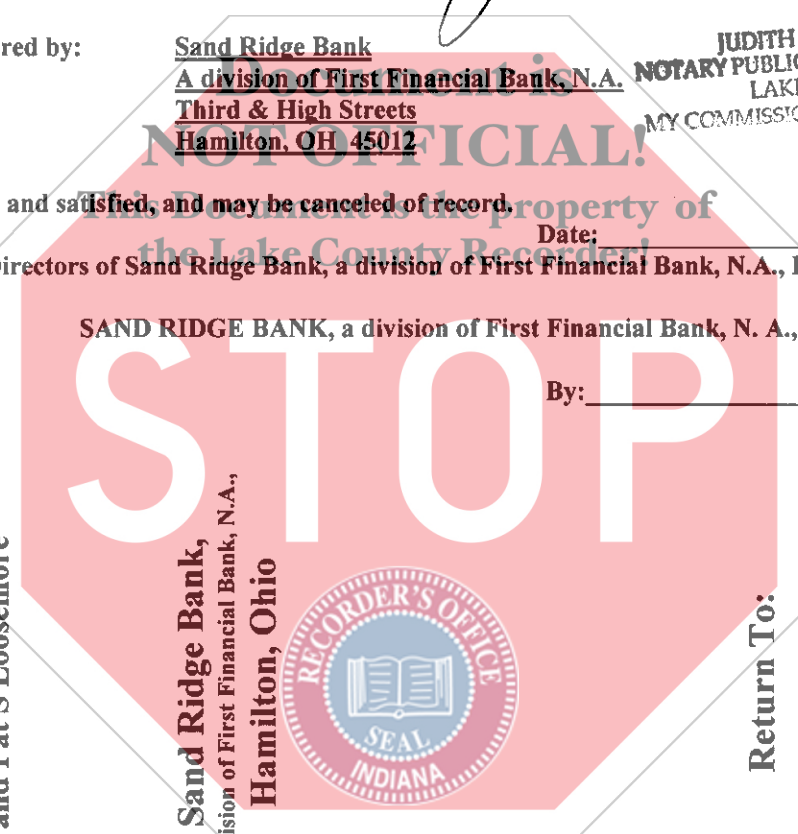 red by:
Sand Ridge Bank
A division of First Financial Bank, N.A.
Third & High Streets
Hamilton, OH 45012
JUDITH
NOTARY PUBLIC
LAKE
MY COMMISSION
Document is
NOT OFFICIAL!
This Document is the property of
the Lake County Recorder!
and satisfied, and may be canceled of record.
Date:
Directors of Sand Ridge Bank, a division of First Financial Bank, N.A.,
SAND RIDGE BANK, a division of First Financial Bank, N. A.,
By:
STOP
and Pat S Loosemore
Sand Ridge Bank,
ision of First Financial Bank, N.A.,
Hamilton, Ohio
RECORDER'S OFFICE
SEAL
INDIANA
Return To: